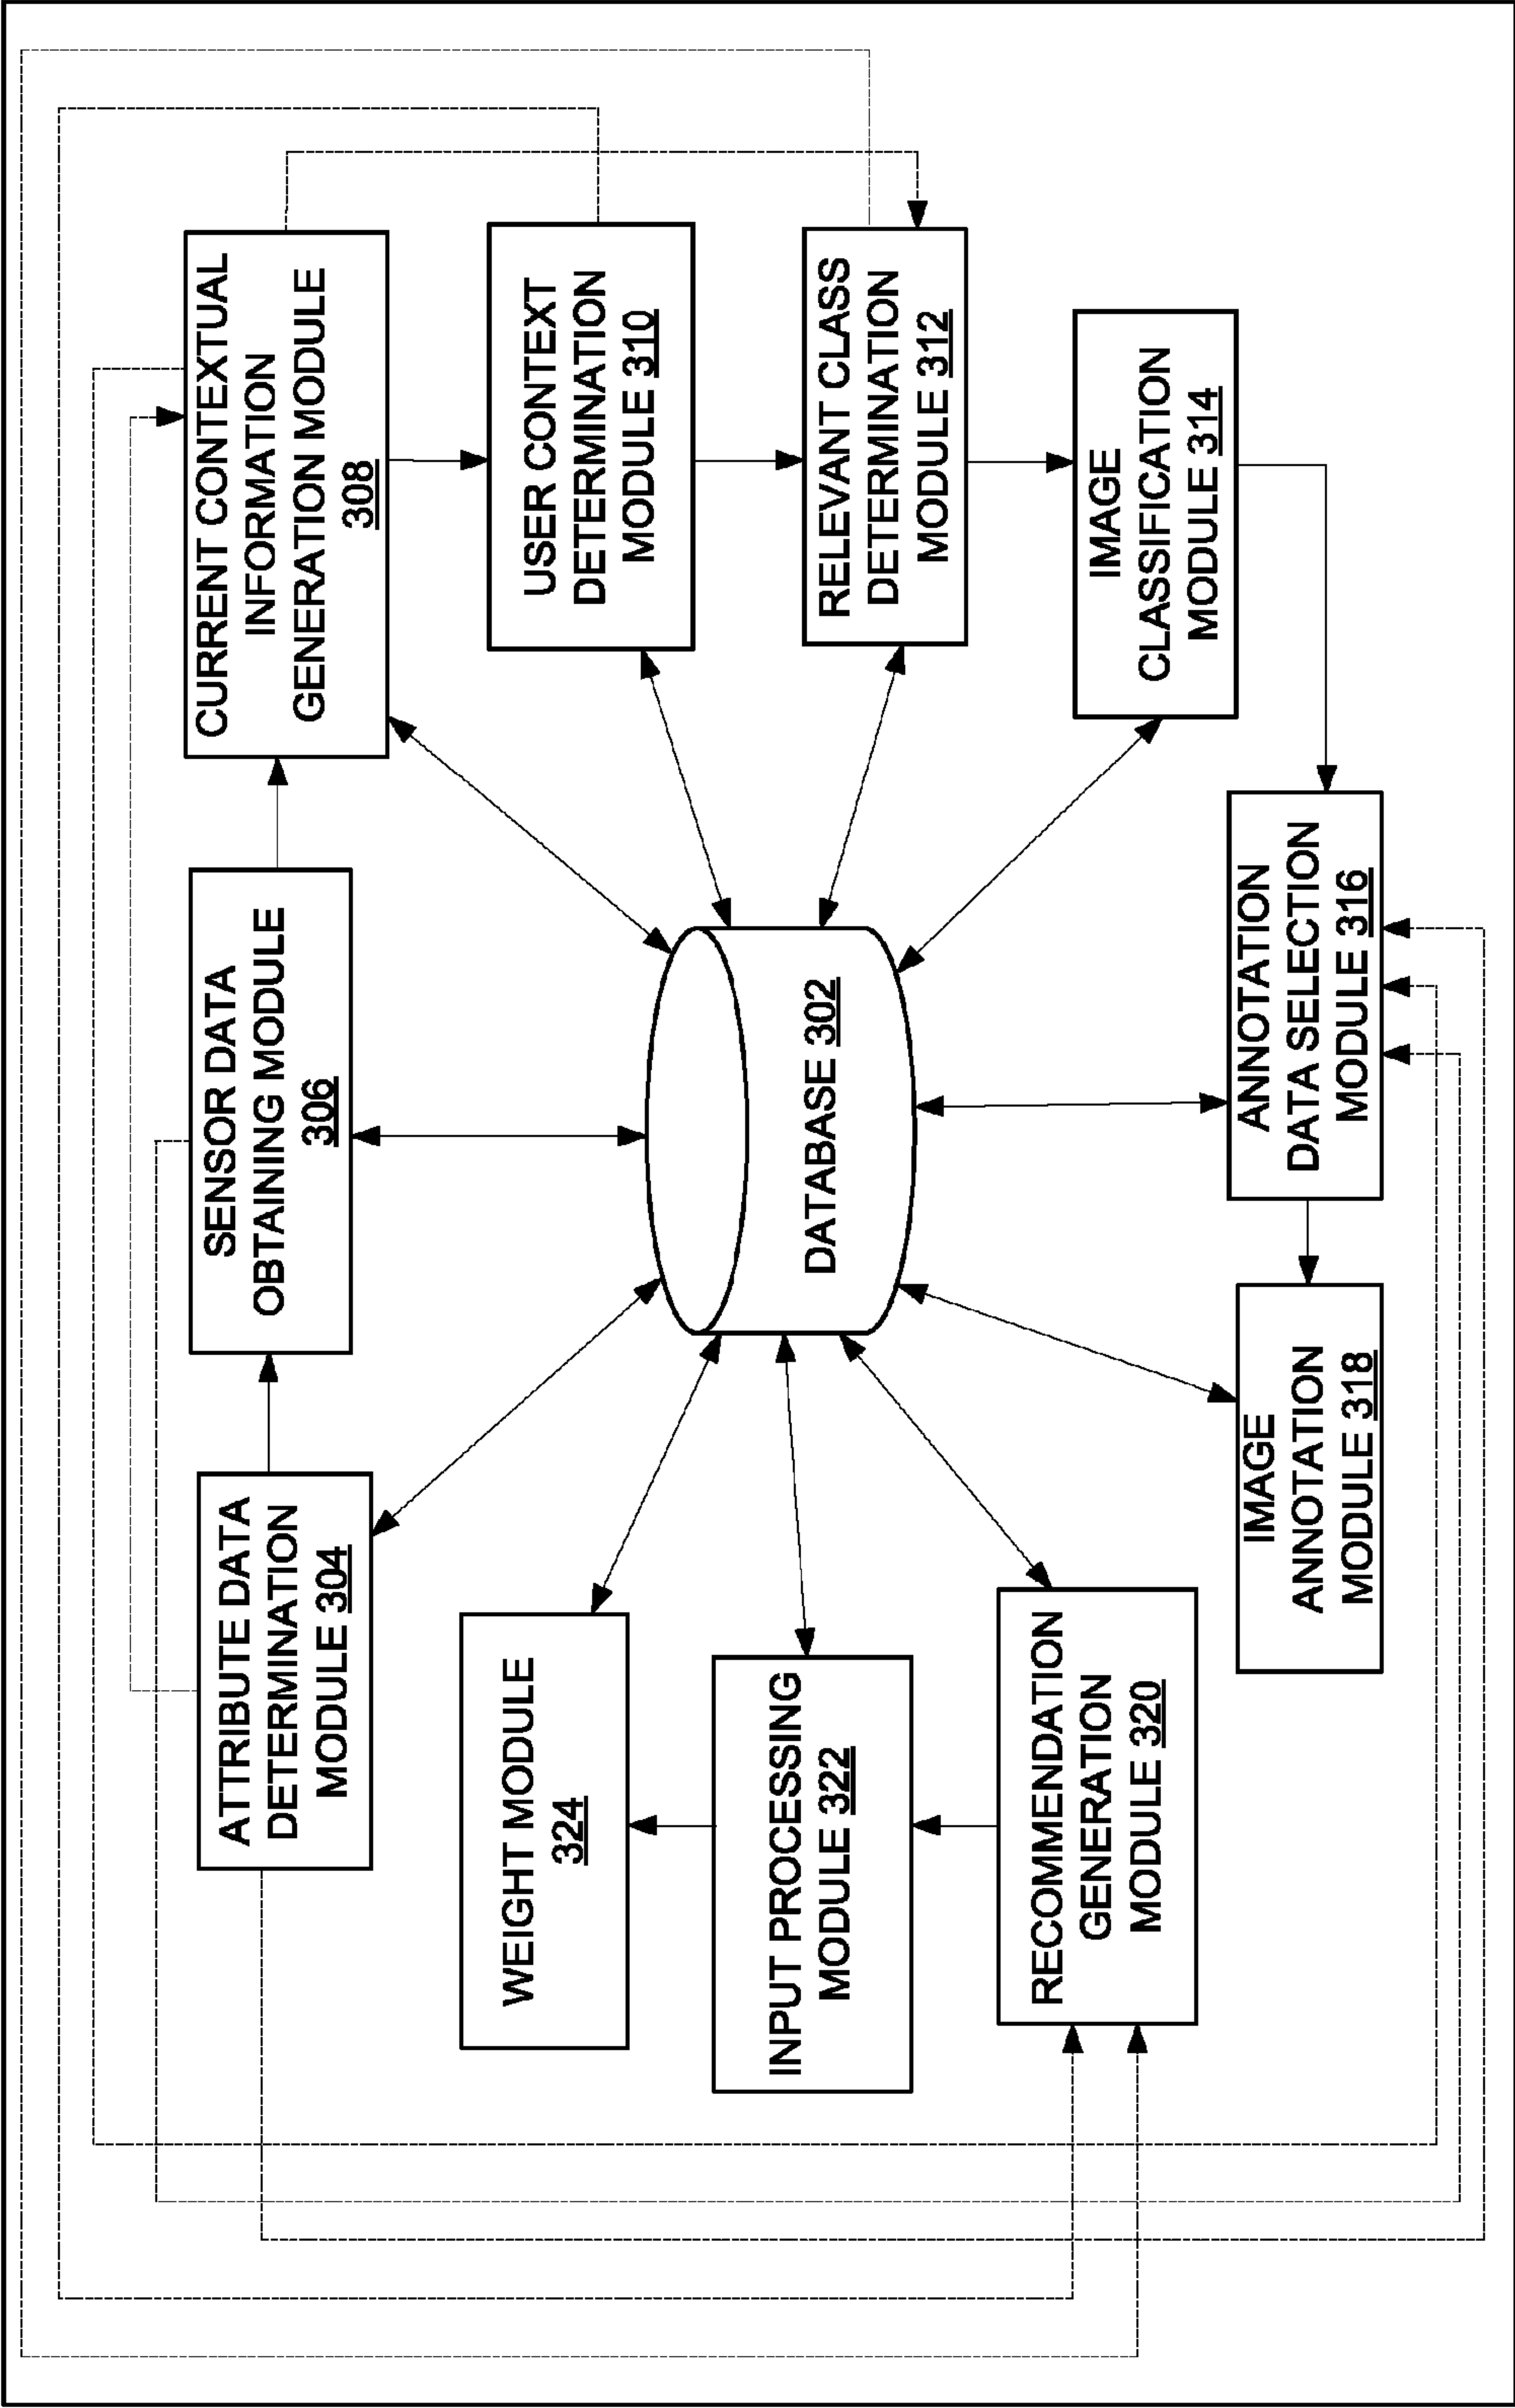 ATTRIBUTE DATA
DETERMINATION
MODULE 304
SENSOR DATA
OBTAINING MODULE
306
CURRENT CONTEXTUAL
INFORMATION
GENERATION MODULE
308
USER CONTEXT
DETERMINATION
MODULE 310
RELEVANT CLASS
DETERMINATION
MODULE 312
IMAGE
CLASSIFICATION
MODULE 314
ANNOTATION
DATA SELECTION
MODULE 316
IMAGE
ANNOTATION
MODULE 318
RECOMMENDATION
GENERATION
MODULE 320
INPUT PROCESSING
MODULE 322
WEIGHT MODULE
324
DATABASE 302